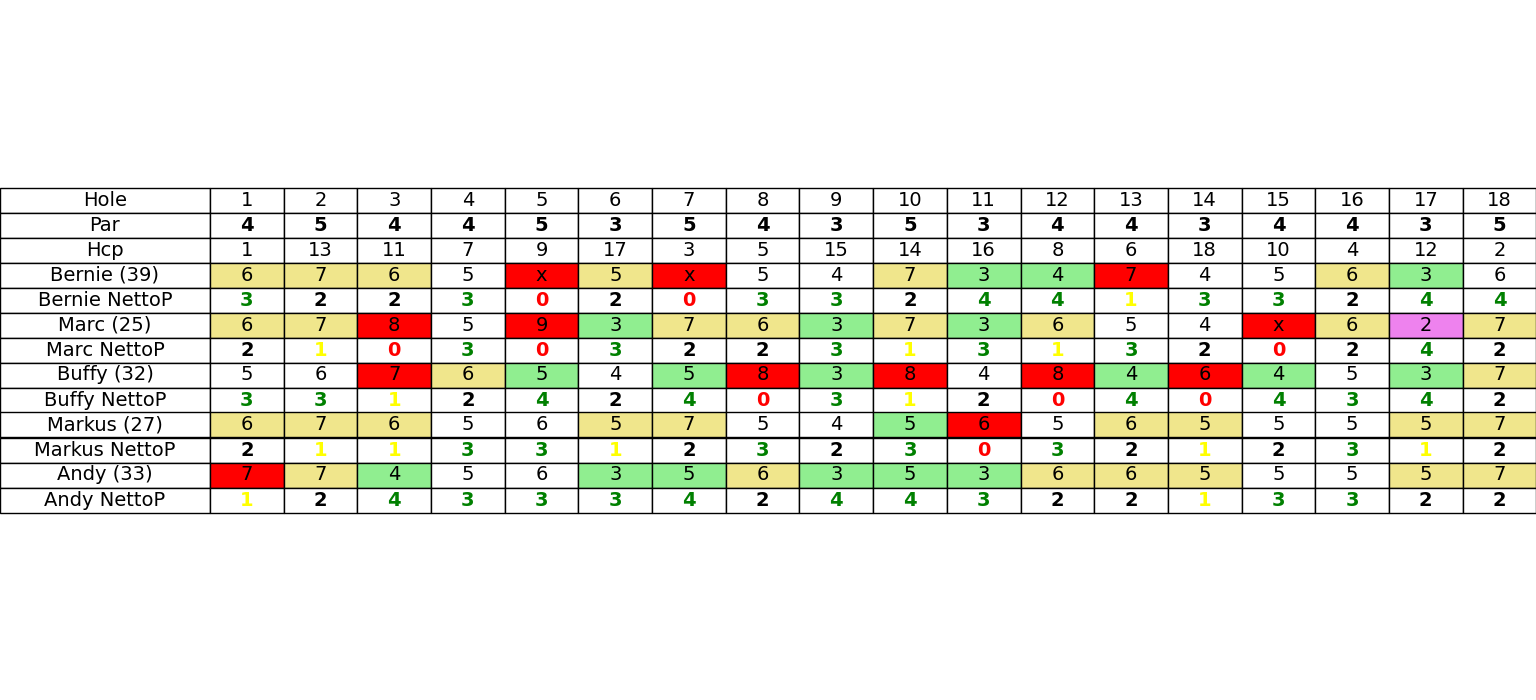 Hole 1 2 3 4 5 6 7 8 9 10 11 12 13 14 15 16 17 18
Par 4 5 4 4 5 3 5 4 3 5 3 4 4 3 4 4 3 5
Hcp 1 13 11 7 9 17 3 5 15 14 16 8 6 18 10 4 12 2
Bernie (39) 6 7 6 5 x 5 x 5 4 7 3 4 7 4 5 6 3 6
Bernie NettoP 3 2 2 3 0 2 0 3 3 2 4 4 1 3 3 2 4 4
Marc (25) 6 7 8 5 9 3 7 6 3 7 3 6 5 4 x 6 2 7
Marc NettoP 2 1 0 3 0 3 2 2 3 1 3 1 3 2 0 2 4 2
Buffy (32) 5 6 7 6 5 4 5 8 3 8 4 8 4 6 4 5 3 7
Buffy NettoP 3 3 1 2 4 2 4 0 3 1 2 0 4 0 4 3 4 2
Markus (27) 6 7 6 5 6 5 7 5 4 5 6 5 6 5 5 5 5 7
Markus NettoP 2 1 1 3 3 1 2 3 2 3 0 3 2 1 2 3 1 2
Andy (33) 7 7 4 5 6 3 5 6 3 5 3 6 6 5 5 5 5 7
Andy NettoP 1 2 4 3 3 3 4 2 4 4 3 2 2 1 3 3 2 2